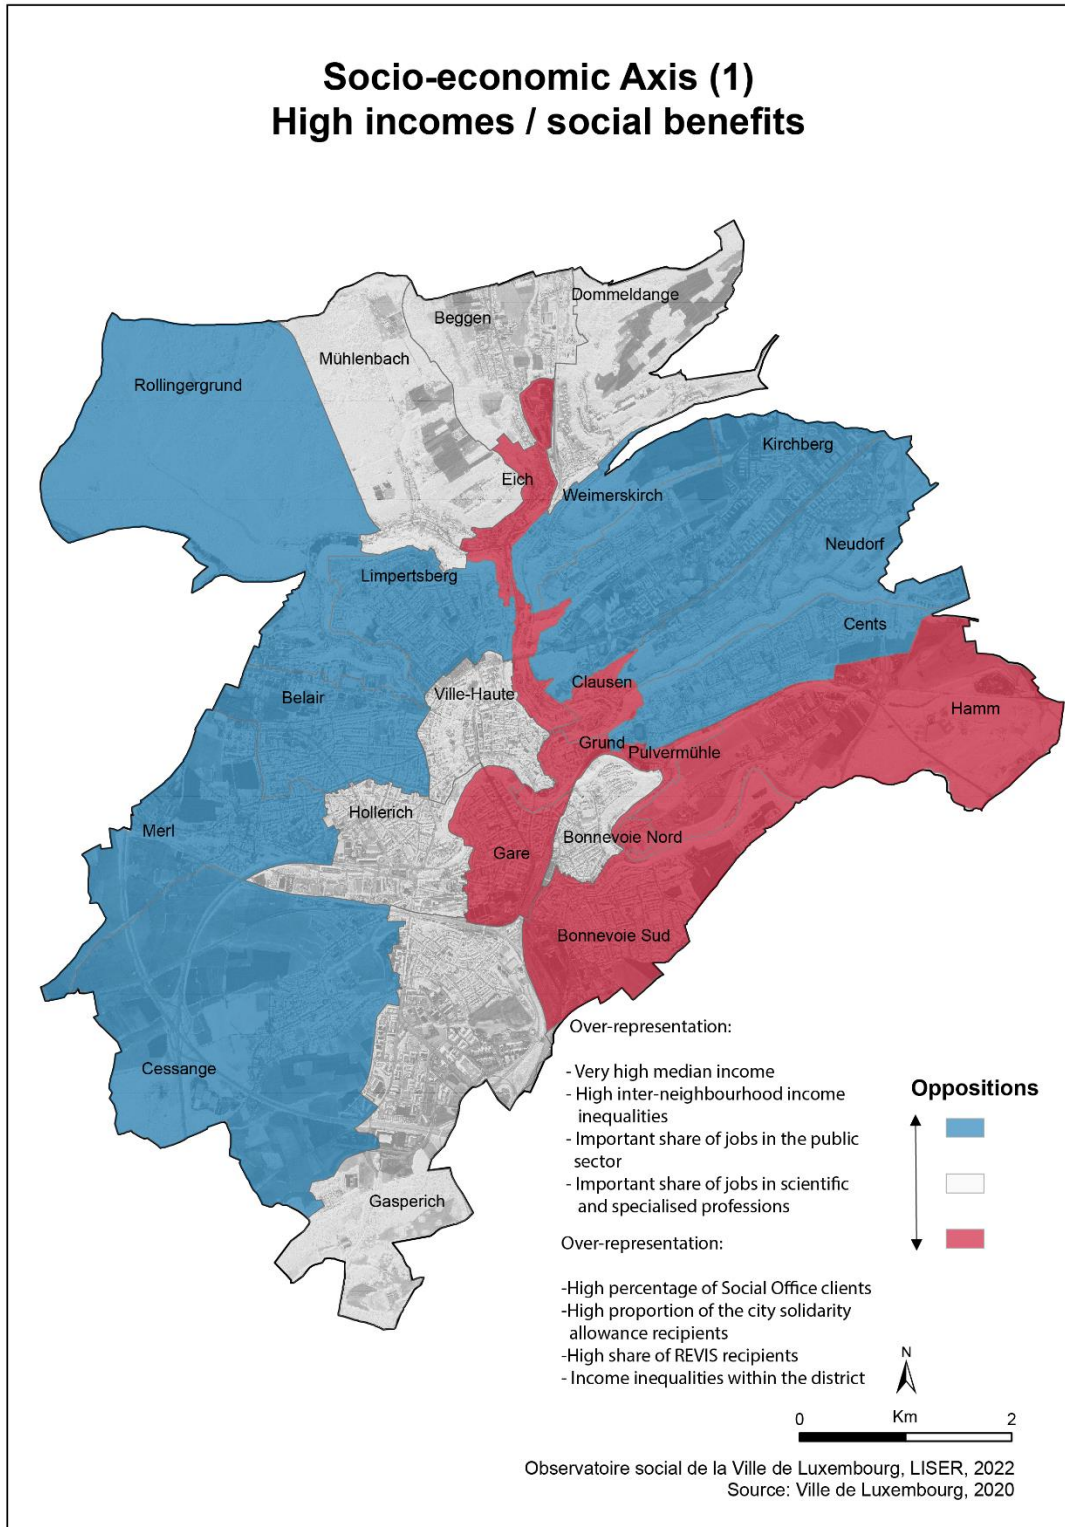 Socio-economic Axis (1)
High incomes / social benefits
Dommeldange
Beggen
Mühlenbach
Rollingergrund
Kirchberg
Eich
Weimerskirch
Neudorf
Limpertsberg
Cents
Clausen
Ville-Haute
Belair
Hamm
Grund
Pulvermühle
Hollerich
Merl
Bonnevoie Nord
Gare
Bonnevoie Sud
Cessange
Gasperich
Over-representation:
- Very high median income
- High inter-neighbourhood income
inequalities
- Important share of jobs in the public
sector
- Important share of jobs in scientific
and specialised professions
Oppositions
Over-representation:
-High percentage of Social Office clients
-High proportion of the city solidarity
allowance recipients
-High share of REVIS recipients
- Income inequalities within the district
N
0 Km 2
Observatoire social de la Ville de Luxembourg, LISER, 2022
Source: Ville de Luxembourg, 2020